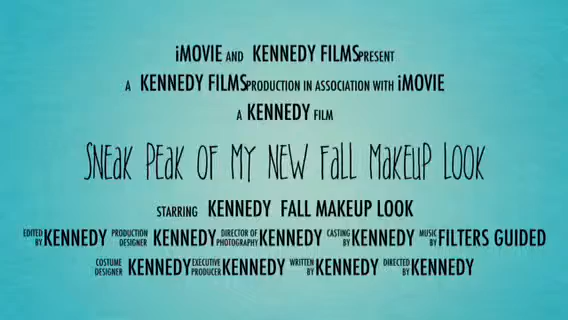 iMOVIE AND KENNEDY FILMS PRESENT
A KENNEDY FILMS PRODUCTION IN ASSOCIATION WITH iMOVIE
A KENNEDY FILM
SNEAK PEAK OF MY NEW FALL MAKEUP LOOK
STARRING KENNEDY FALL MAKEUP LOOK
EDITED BY KENNEDY PRODUCTION DESIGNER KENNEDY DIRECTOR OF PHOTOGRAPHY KENNEDY CASTING BY KENNEDY MUSIC BY FILTERS GUIDED
COSTUME DESIGNER KENNEDY EXECUTIVE PRODUCER KENNEDY WRITTEN BY KENNEDY DIRECTED BY KENNEDY